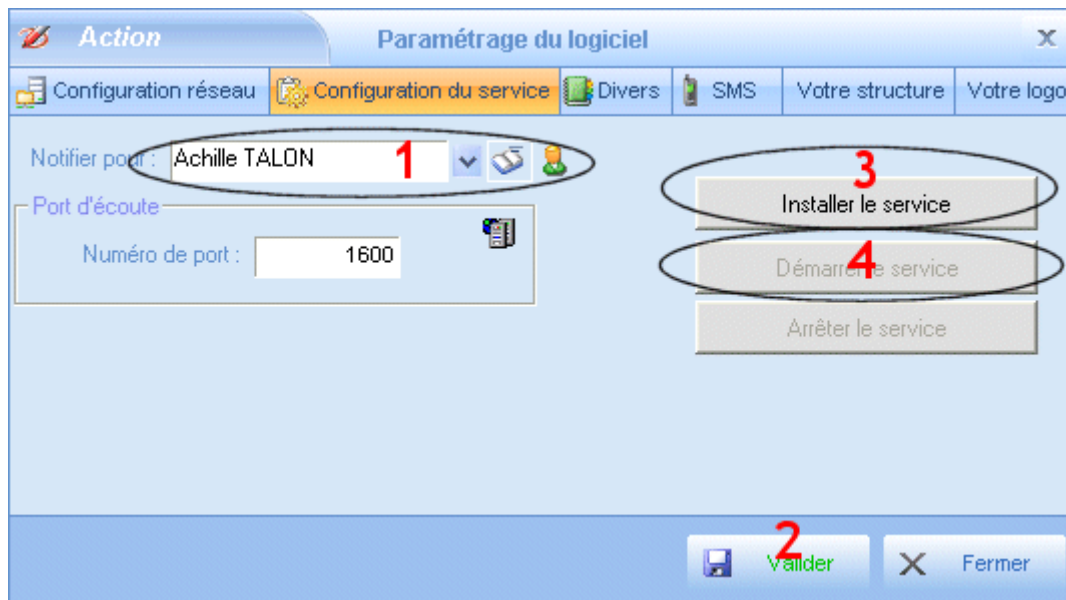 Action
Paramétrage du logiciel
X
Configuration réseau
Configuration du service
Divers
SMS
Votre structure
Votre logo
Notifier pour :
Achille TALON
1
3
Installer le service
Port d'écoute
Numéro de port :
1600
4
Démarrer le service
Arrêter le service
2
Valider
Fermer